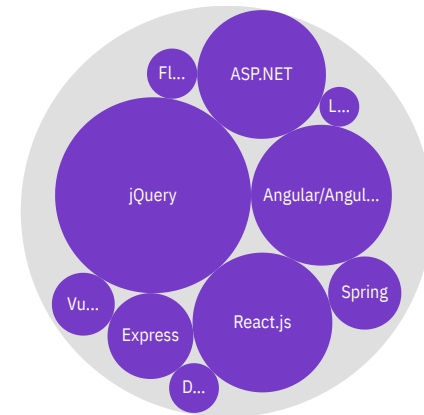 Fl...
ASP.NET
L...
jQuery
Angular/Angul...
Spring
Vu...
Express
React.js
D...